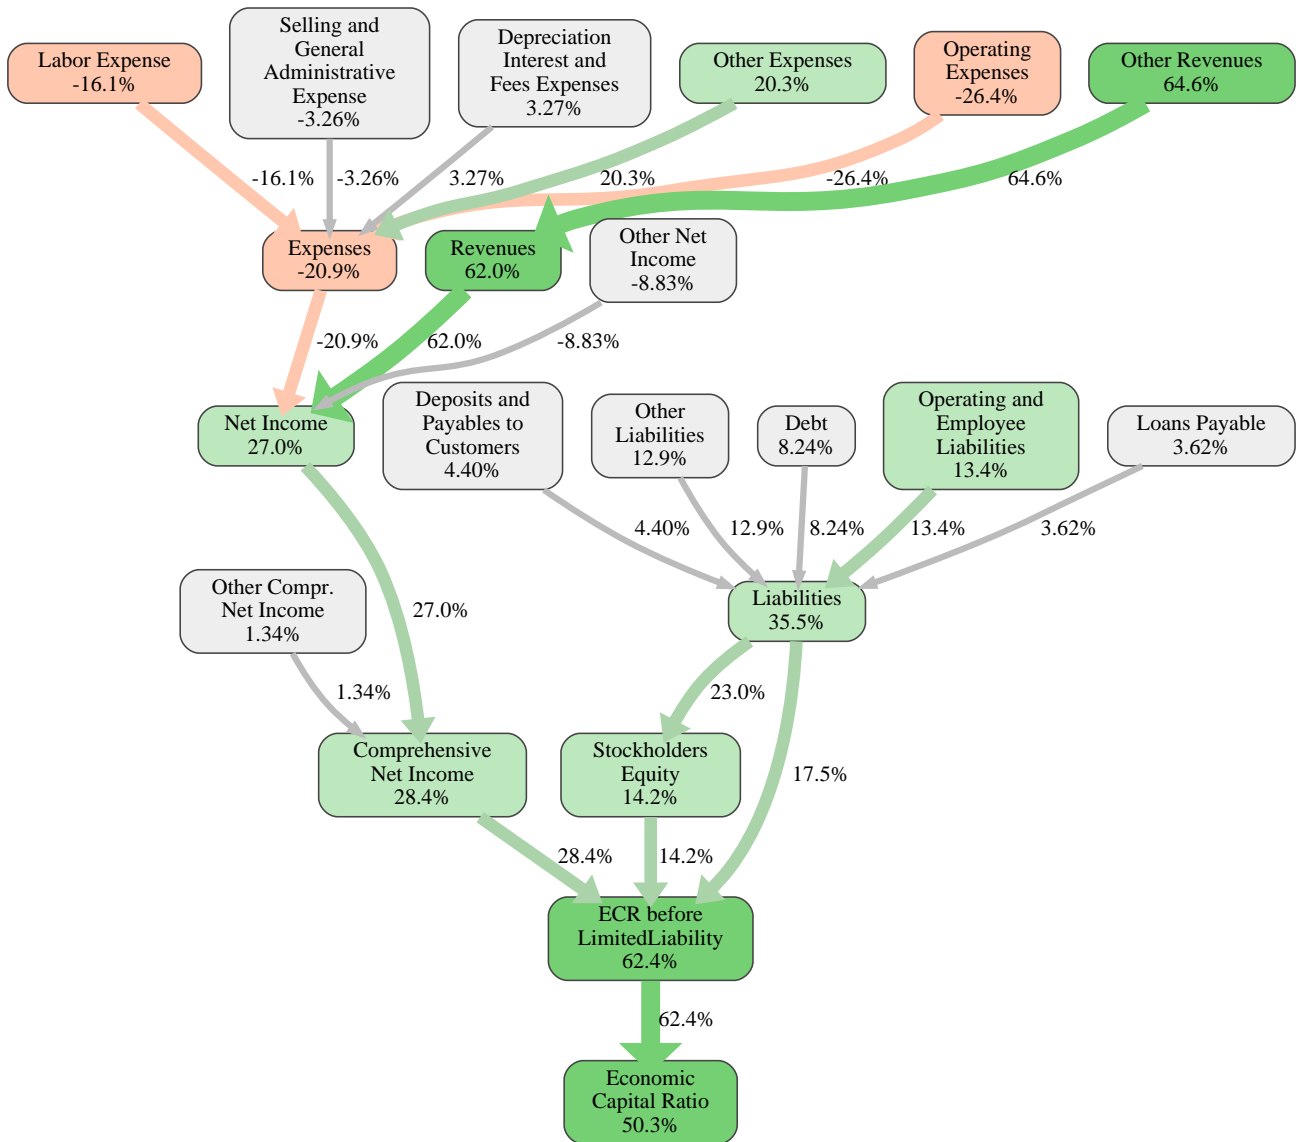 Labor Expense
-16.1%
Selling and
General
Administrative
Expense
-3.26%
Depreciation
Interest and
Fees Expenses
3.27%
Other Expenses
20.3%
Operating
Expenses
-26.4%
Other Revenues
64.6%
-16.1%
-3.26%
3.27%
20.3%
-26.4%
64.6%
Expenses
-20.9%
Revenues
62.0%
Other Net
Income
-8.83%
-20.9%
62.0%
-8.83%
Net Income
27.0%
Deposits and
Payables to
Customers
4.40%
Other
Liabilities
12.9%
Debt
8.24%
Operating and
Employee
Liabilities
13.4%
Loans Payable
3.62%
4.40%
12.9%
8.24%
13.4%
3.62%
Other Compr.
Net Income
1.34%
27.0%
Liabilities
35.5%
1.34%
23.0%
17.5%
Comprehensive
Net Income
28.4%
Stockholders
Equity
14.2%
28.4%
14.2%
ECR before
LimitedLiability
62.4%
62.4%
Economic
Capital Ratio
50.3%